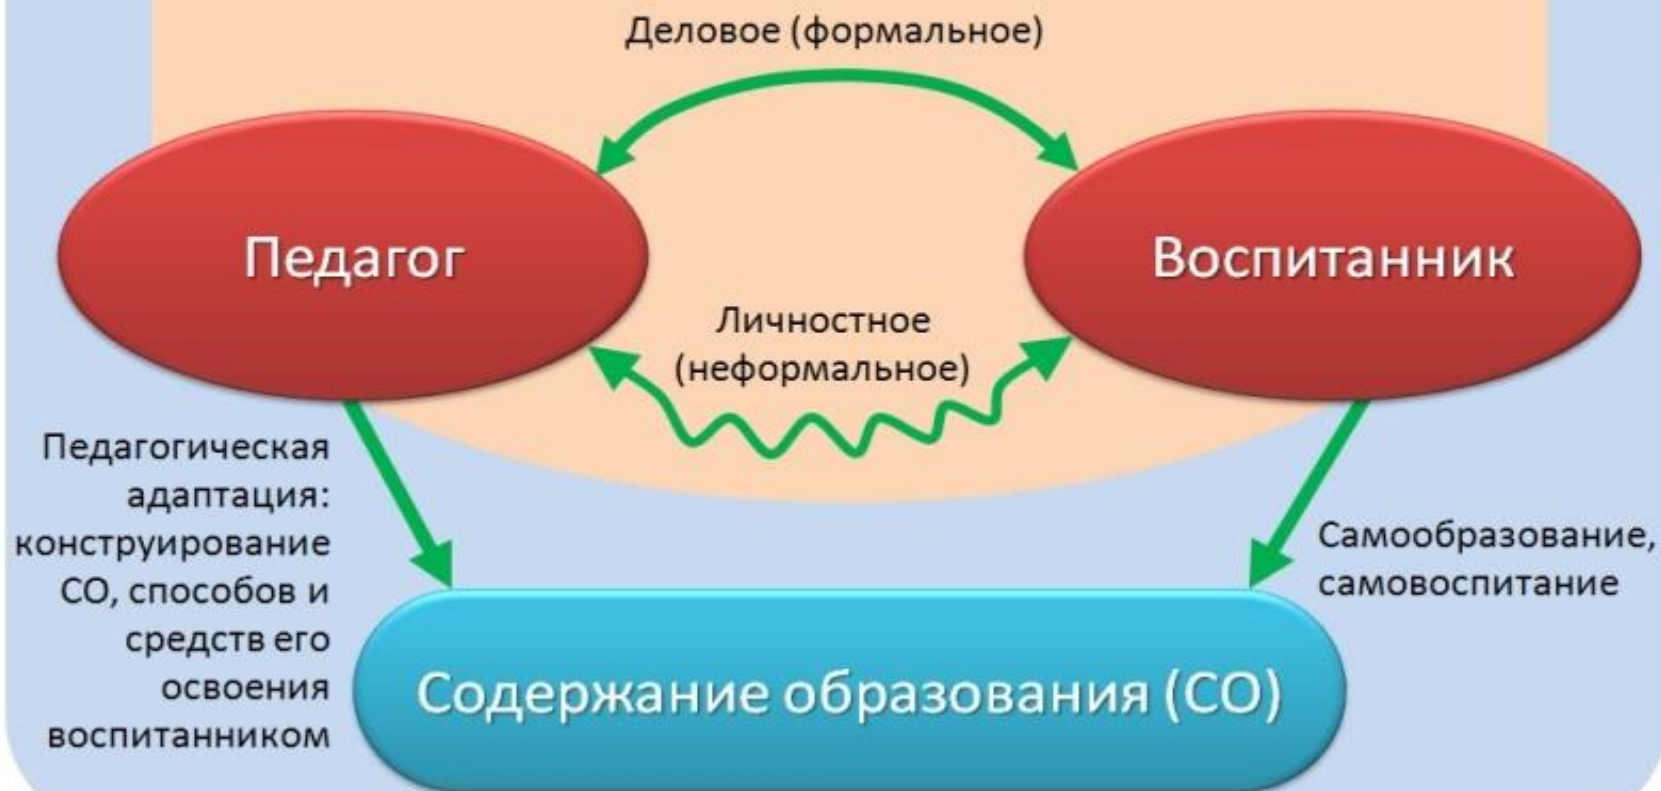 Деловое (формальное)
Педагог
Воспитанник
Личностное
(неформальное)
Педагогическая
адаптация:
конструирование
СО, способов и
средств его
освоения
воспитанником
Самообразование,
самовоспитание
Содержание образования (СО)